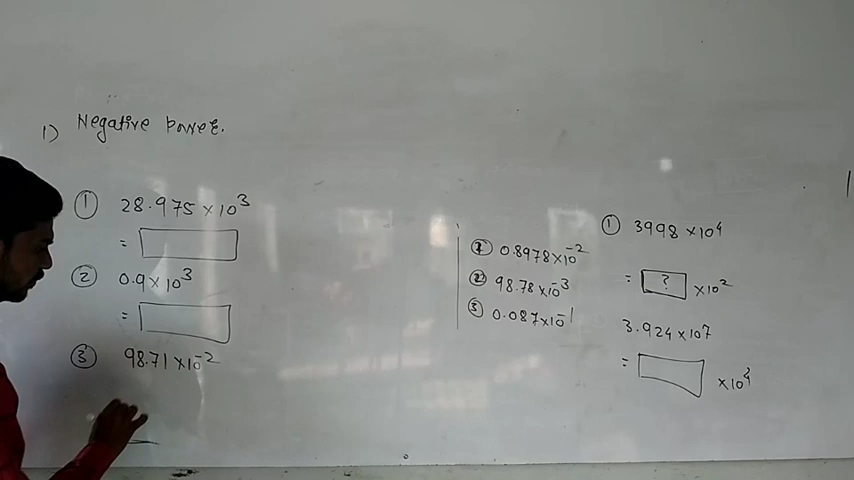 1) Negative Power.
① 28.975 × 10³
=
② 0.9 × 10³
=
③ 98.71 × 10⁻²
① 0.8978 × 10⁻²
② 98.78 × 10⁻³
③ 0.087 × 10⁻¹
① 3998 × 10⁴
= ? × 10²
3.924 × 10⁷
=